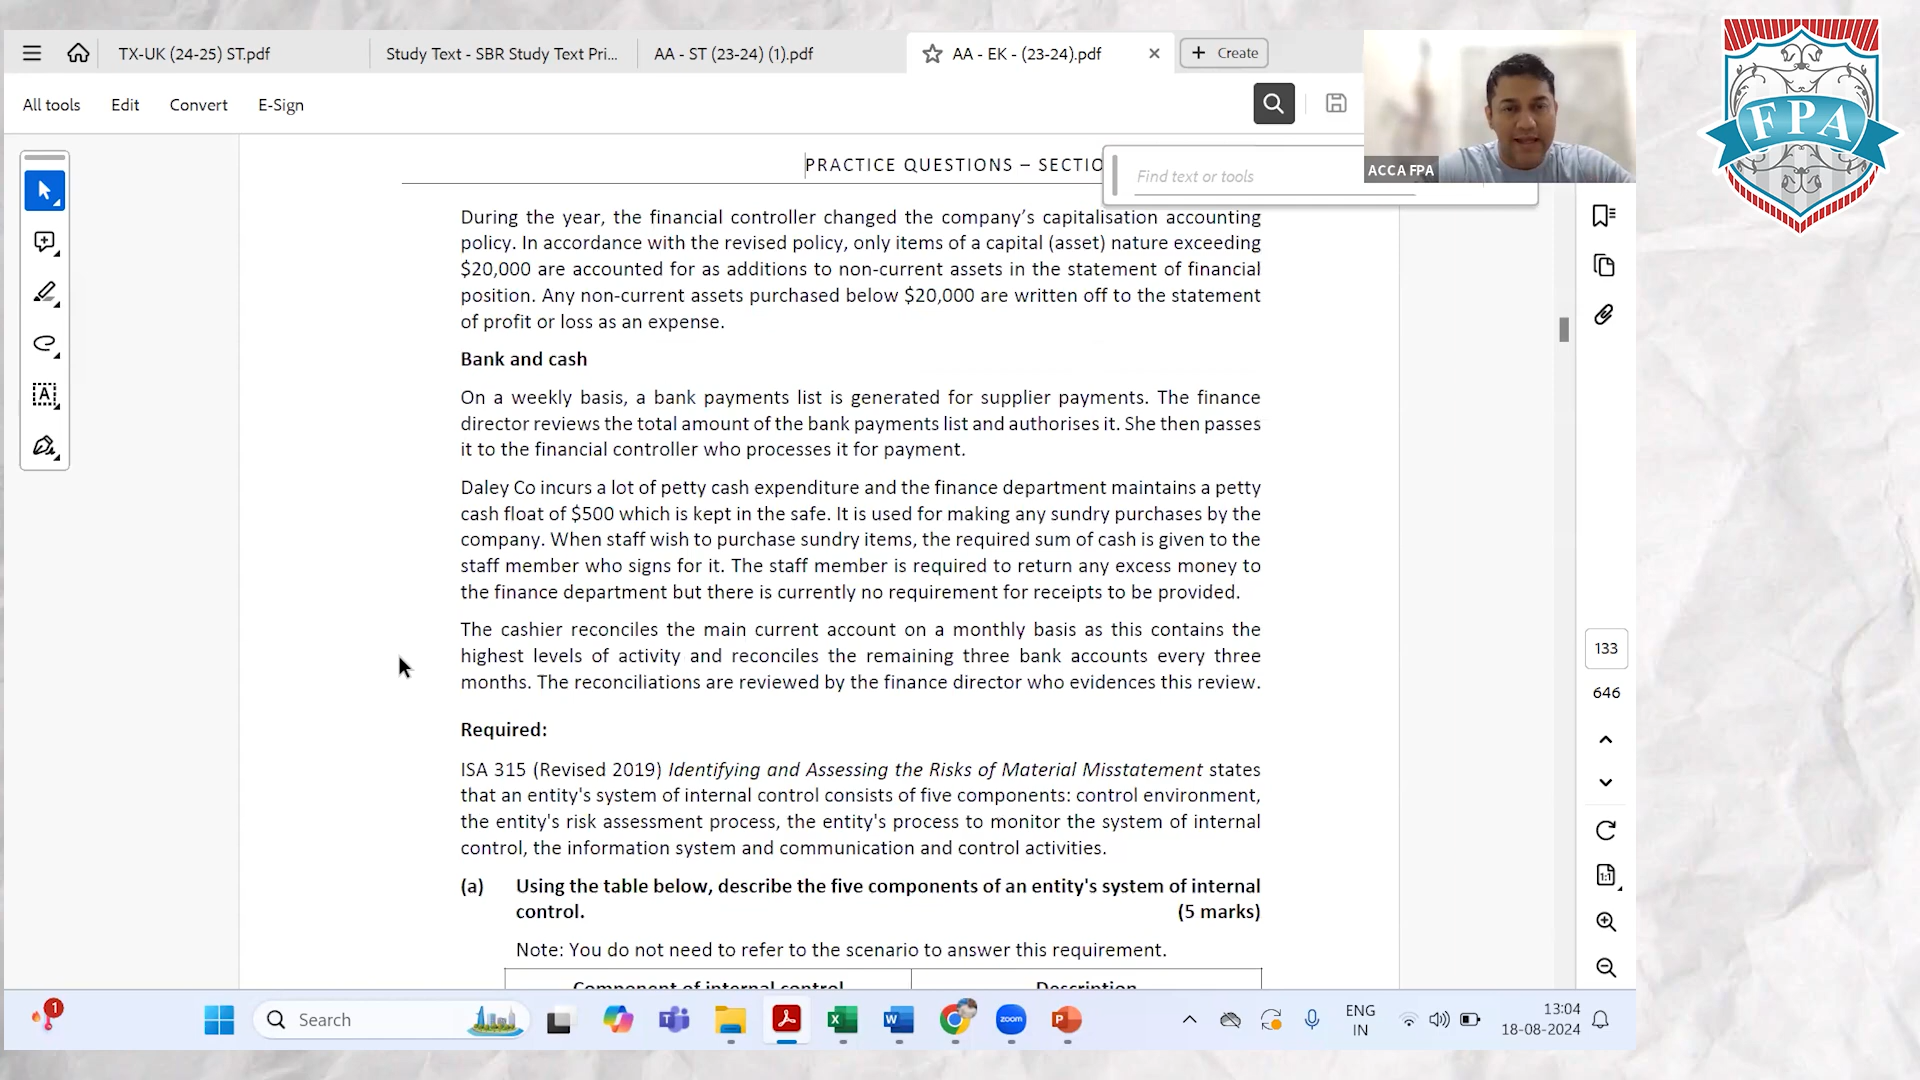 TX-UK (24-25) ST.pdf
Study Text - SBR Study Text Pri...
AA - ST (23-24) (1).pdf
AA - EK - (23-24).pdf
Create
All tools
Edit
Convert
E-Sign
FPA
ACCA FPA
Find text or tools
PRACTICE QUESTIONS – SECTIO
During the year, the financial controller changed the company’s capitalisation accounting
policy. In accordance with the revised policy, only items of a capital (asset) nature exceeding
$20,000 are accounted for as additions to non-current assets in the statement of financial
position. Any non-current assets purchased below $20,000 are written off to the statement
of profit or loss as an expense.
Bank and cash
On a weekly basis, a bank payments list is generated for supplier payments. The finance
director reviews the total amount of the bank payments list and authorises it. She then passes
it to the financial controller who processes it for payment.
Daley Co incurs a lot of petty cash expenditure and the finance department maintains a petty
cash float of $500 which is kept in the safe. It is used for making any sundry purchases by the
company. When staff wish to purchase sundry items, the required sum of cash is given to the
staff member who signs for it. The staff member is required to return any excess money to
the finance department but there is currently no requirement for receipts to be provided.
The cashier reconciles the main current account on a monthly basis as this contains the
highest levels of activity and reconciles the remaining three bank accounts every three
months. The reconciliations are reviewed by the finance director who evidences this review.
Required:
ISA 315 (Revised 2019) Identifying and Assessing the Risks of Material Misstatement states
that an entity's system of internal control consists of five components: control environment,
the entity's risk assessment process, the entity's process to monitor the system of internal
control, the information system and communication and control activities.
(a) Using the table below, describe the five components of an entity's system of internal
control. (5 marks)
Note: You do not need to refer to the scenario to answer this requirement.
Component of internal control Description
133
646
1:1
1
Search
zoom
ENG
IN
13:04
18-08-2024